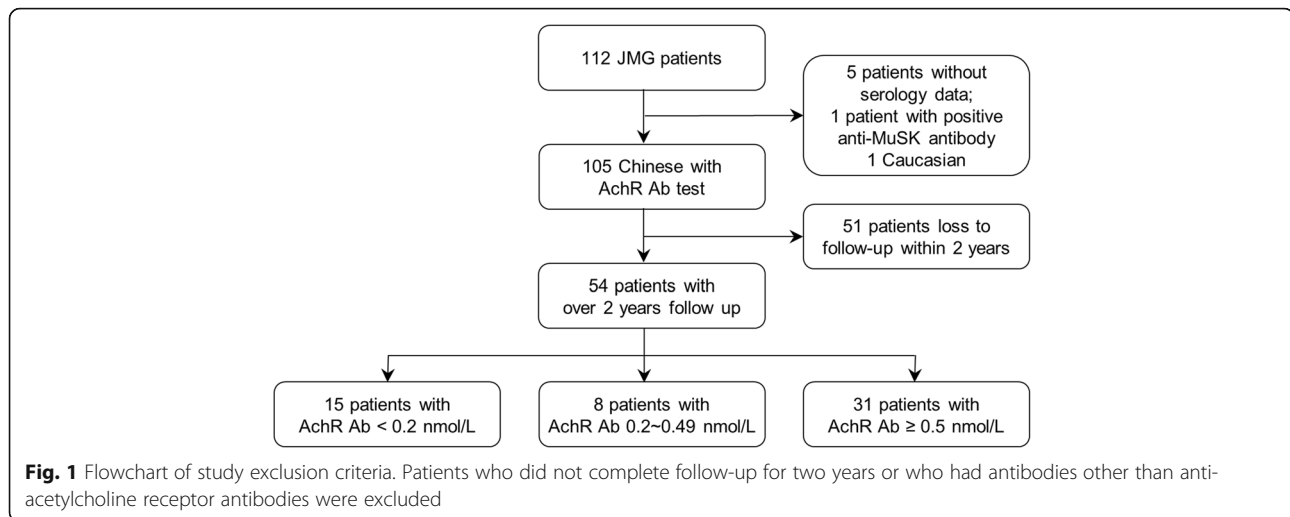 112 JMG patients
5 patients without
serology data;
1 patient with positive
anti-MuSK antibody
1 Caucasian
105 Chinese with
AchR Ab test
51 patients loss to
follow-up within 2 years
54 patients with
over 2 years follow up
15 patients with
AchR Ab < 0.2 nmol/L
8 patients with
AchR Ab 0.2~0.49 nmol/L
31 patients with
AchR Ab ≥ 0.5 nmol/L
Fig. 1 Flowchart of study exclusion criteria. Patients who did not complete follow-up for two years or who had antibodies other than anti-
acetylcholine receptor antibodies were excluded